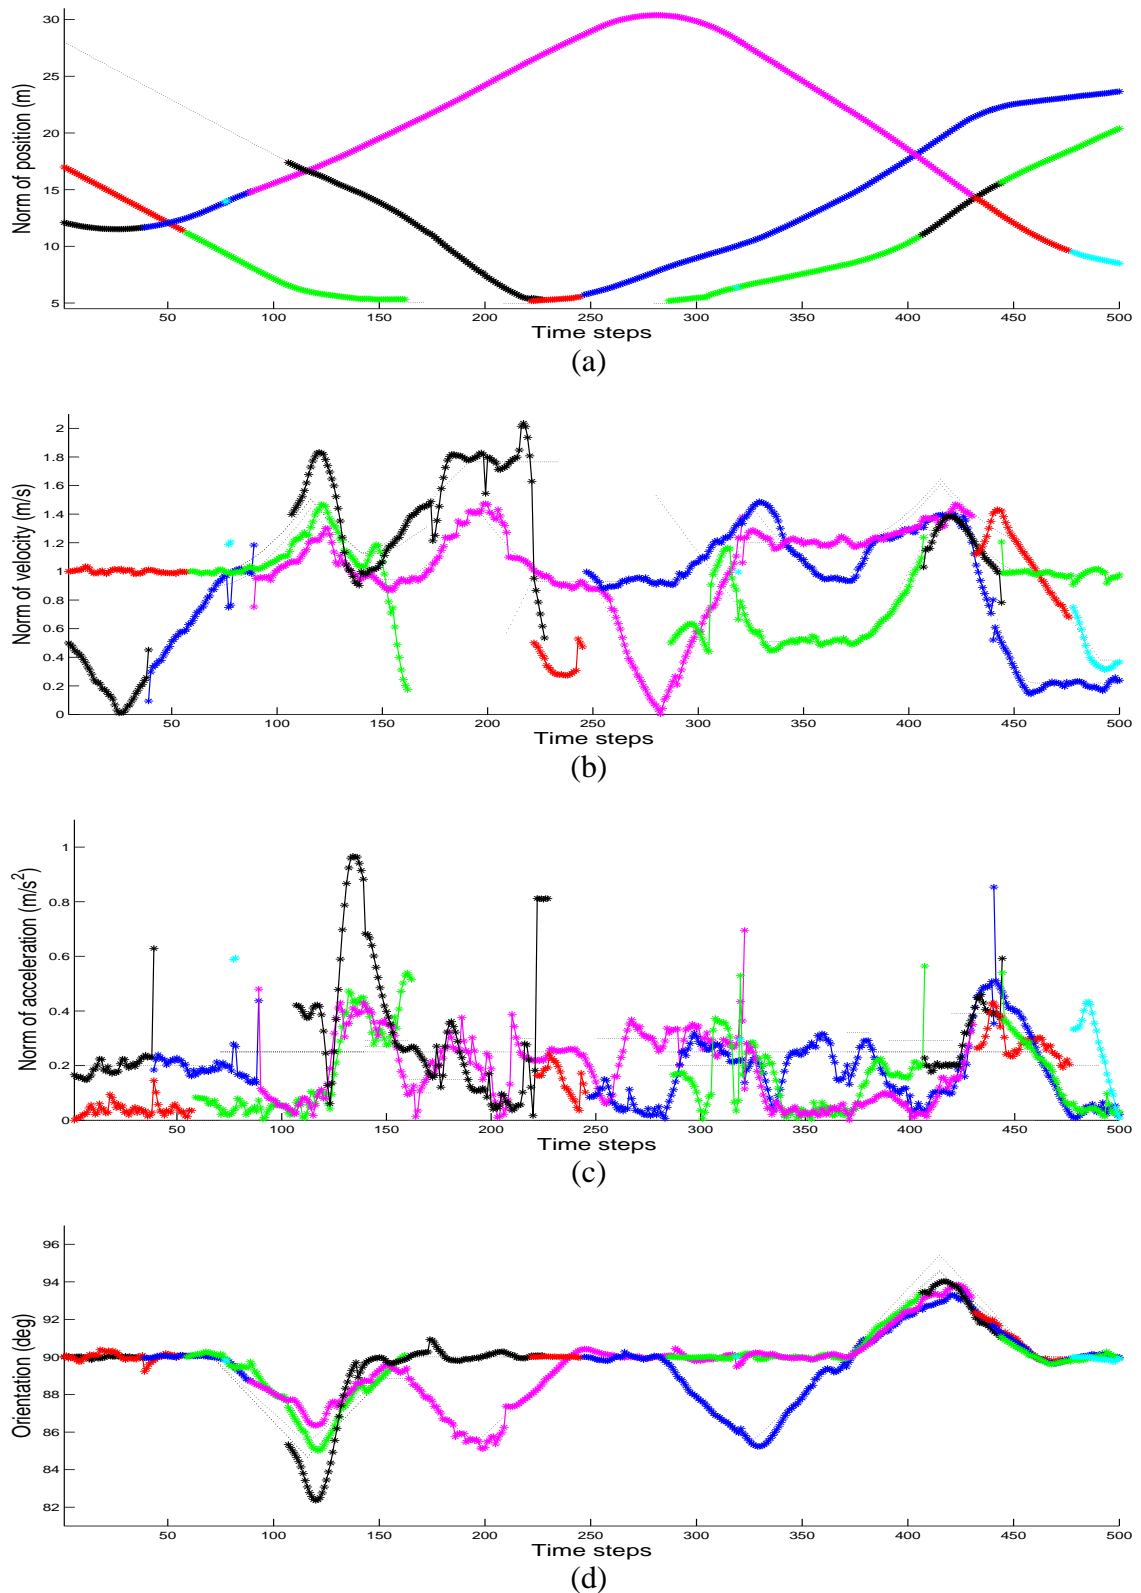 30
25
20
15
10
5
Norm of position (m)
50 100 150 200 250 300 350 400 450 500
Time steps
(a)
2
1.8
1.6
1.4
1.2
1
0.8
0.6
0.4
0.2
0
Norm of velocity (m/s)
50 100 150 200 250 300 350 400 450 500
Time steps
(b)
1
0.8
0.6
0.4
0.2
0
Norm of acceleration (m/s²)
50 100 150 200 250 300 350 400 450 500
Time steps
(c)
96
94
92
90
88
86
84
82
Orientation (deg)
50 100 150 200 250 300 350 400 450 500
Time steps
(d)